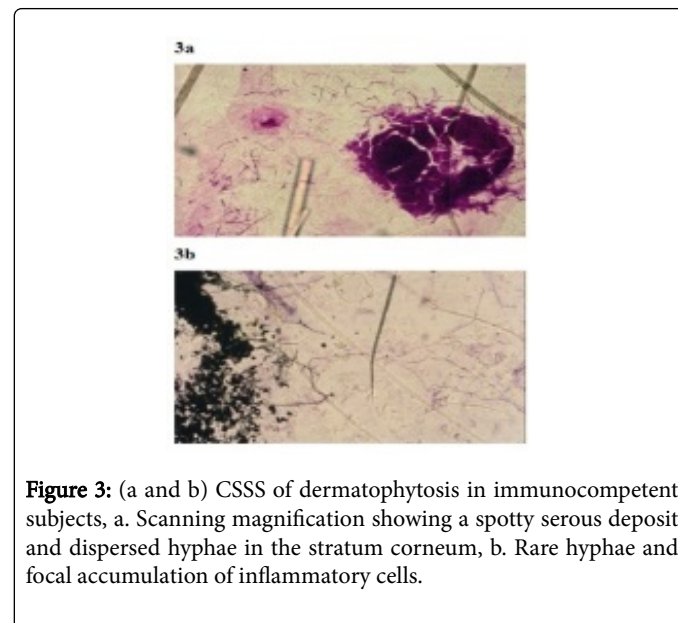 3a
3b
Figure 3: (a and b) CSSS of dermatophytosis in immunocompetent
subjects, a. Scanning magnification showing a spotty serous deposit
and dispersed hyphae in the stratum corneum, b. Rare hyphae and
focal accumulation of inflammatory cells.